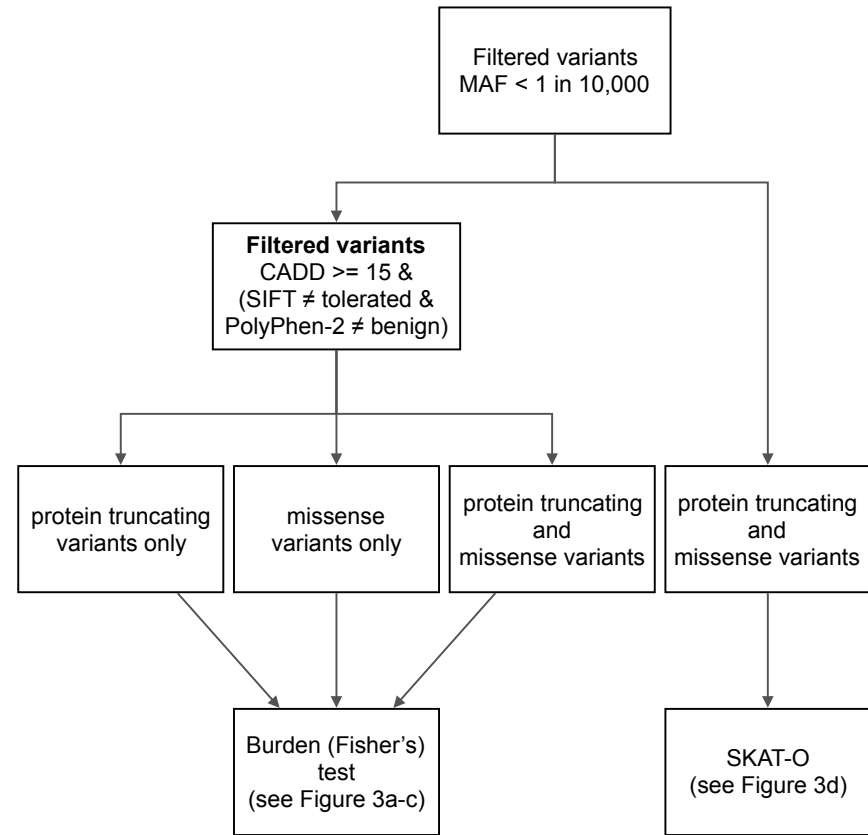 Filtered variants
MAF < 1 in 10,000
Filtered variants
CADD >= 15 &
(SIFT ≠ tolerated &
PolyPhen-2 ≠ benign)
protein truncating
variants only
missense
variants only
protein truncating
and
missense variants
protein truncating
and
missense variants
Burden (Fisher's)
test
(see Figure 3a-c)
SKAT-O
(see Figure 3d)